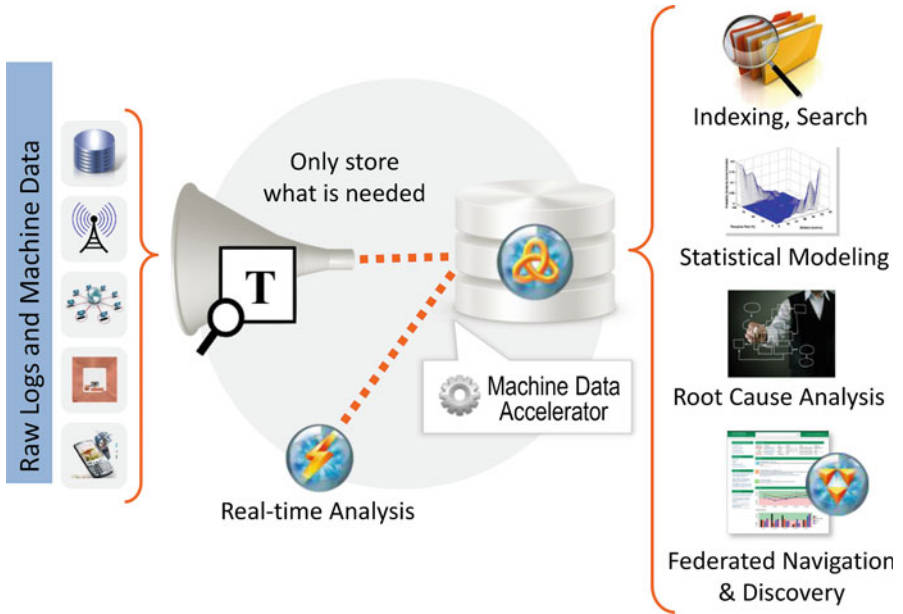 Raw Logs and Machine Data
Only store
what is needed
T
Machine Data
Accelerator
Real-time Analysis
Indexing, Search
Statistical Modeling
Root Cause Analysis
Federated Navigation
& Discovery